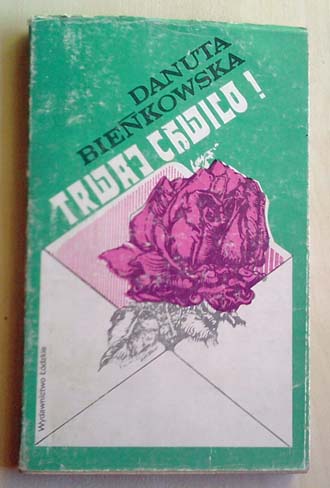 DANUTA
BIEŃKOWSKA
TRWAJ CHWILO!
Wydawnictwo Łódzkie